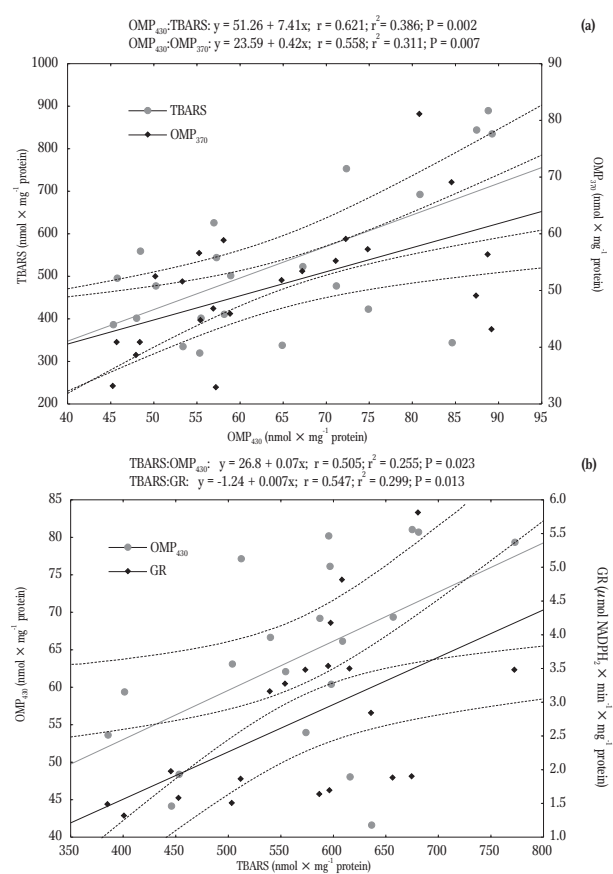 OMP430:TBARS: y = 51.26 + 7.41x; r = 0.621; r2 = 0.386; P = 0.002
(a)
OMP430:OMP370: y = 23.59 + 0.42x; r = 0.558; r2 = 0.311; P = 0.007
1000
900
800
700
600
500
400
300
200
TBARS (nmol × mg-1 protein)
TBARS
OMP370
90
80
70
60
50
40
30
OMP370 (nmol × mg-1 protein)
40 45 50 55 60 65 70 75 80 85 90 95
OMP430 (nmol × mg-1 protein)
TBARS:OMP430: y = 26.8 + 0.07x; r = 0.505; r2 = 0.255; P = 0.023
(b)
TBARS:GR: y = -1.24 + 0.007x; r = 0.547; r2 = 0.299; P = 0.013
85
80
75
70
65
60
55
50
45
40
OMP430 (nmol × mg-1 protein)
OMP430
GR
6.0
5.5
5.0
4.5
4.0
3.5
3.0
2.5
2.0
1.5
1.0
GR (μmol NADPH2 × min-1 × mg-1 protein)
350 400 450 500 550 600 650 700 750 800
TBARS (nmol × mg-1 protein)